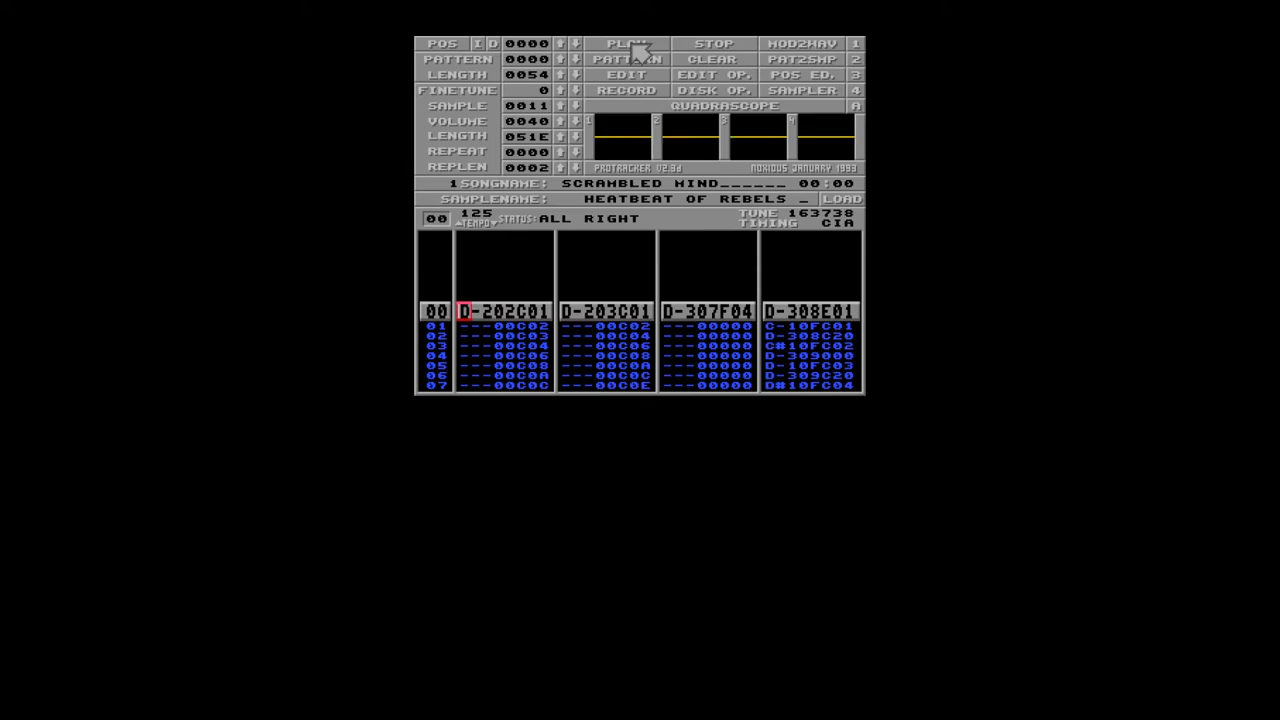 POS I D 0000 PLAY STOP MOD2WAV 1
PATTERN 0000 PATTERN CLEAR PAT2SMP 2
LENGTH 0054 EDIT EDIT OP. POS ED. 3
FINETUNE 0 RECORD DISK OP. SAMPLER 4
SAMPLE 0011 QUADRASCOPE A
VOLUME 0040 1 2 3 4
LENGTH 051E
REPEAT 0000
REPLEN 0002 PROTRACKER V2.3D NOXIOUS JANUARY 1993
1 SONGNAME: SCRAMBLED MIND______ 00:00
SAMPLENAME: HEATBEAT OF REBELS _ LOAD
00 125 TEMPO STATUS: ALL RIGHT TUNE 163738
TIMING CIA
00 D-202C01 D-203C01 D-307F04 D-308E01
01 ---00C02 ---00C02 ---00000 C-10FC01
02 ---00C03 ---00C04 ---00000 D-308C20
03 ---00C04 ---00C06 ---00000 C#10FC02
04 ---00C06 ---00C08 ---00000 D-309000
05 ---00C08 ---00C0A ---00000 D-10FC03
06 ---00C0A ---00C0C ---00000 D-309C20
07 ---00C0C ---00C0E ---00000 D#10FC04